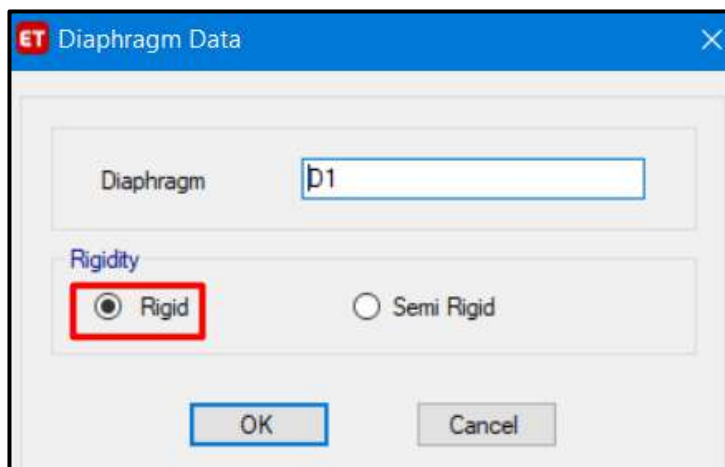 ET Diaphragm Data
Diaphragm D1
Rigidity
Rigid Semi Rigid
OK Cancel